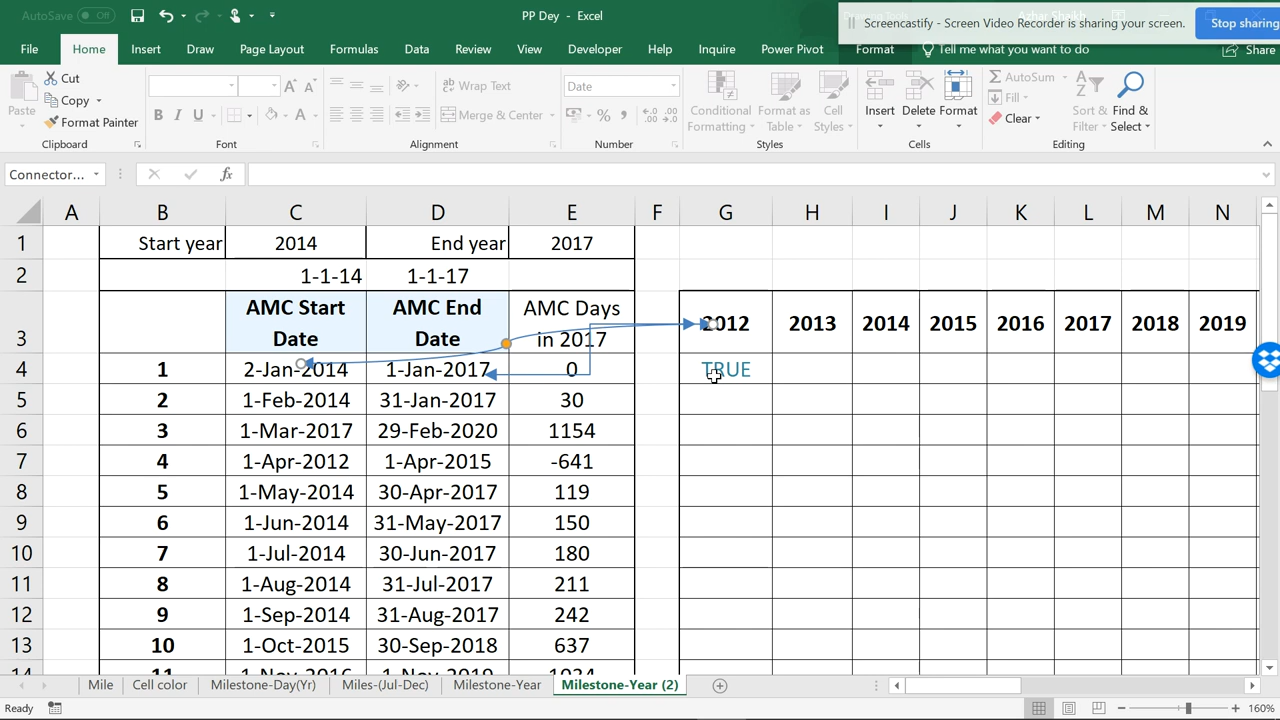 AutoSave Off PP Dey - Excel
Screencastify - Screen Video Recorder is sharing your screen. Stop sharing
File Home Insert Draw Page Layout Formulas Data Review View Developer Help Inquire Power Pivot Format Tell me what you want to do Share
Paste Cut Copy Format Painter
Wrap Text Merge & Center
Date
Conditional Formatting Format as Table Cell Styles
Insert Delete Format
AutoSum Fill Clear Sort & Filter Find & Select
Clipboard Font Alignment Number Styles Cells Editing
Connector... fx
A B C D E F G H I J K L M N
1 Start year 2014 End year 2017
2 1-1-14 1-1-17
3 AMC Start Date AMC End Date AMC Days in 2017 2012 2013 2014 2015 2016 2017 2018 2019
4 1 2-Jan-2014 1-Jan-2017 0 TRUE
5 2 1-Feb-2014 31-Jan-2017 30
6 3 1-Mar-2017 29-Feb-2020 1154
7 4 1-Apr-2012 1-Apr-2015 -641
8 5 1-May-2014 30-Apr-2017 119
9 6 1-Jun-2014 31-May-2017 150
10 7 1-Jul-2014 30-Jun-2017 180
11 8 1-Aug-2014 31-Jul-2017 211
12 9 1-Sep-2014 31-Aug-2017 242
13 10 1-Oct-2015 30-Sep-2018 637
14 11 1-Nov-2016 1-Nov-2019 1034
Mile Cell color Milestone-Day(Yr) Miles-(Jul-Dec) Milestone-Year Milestone-Year (2)
Ready 160%